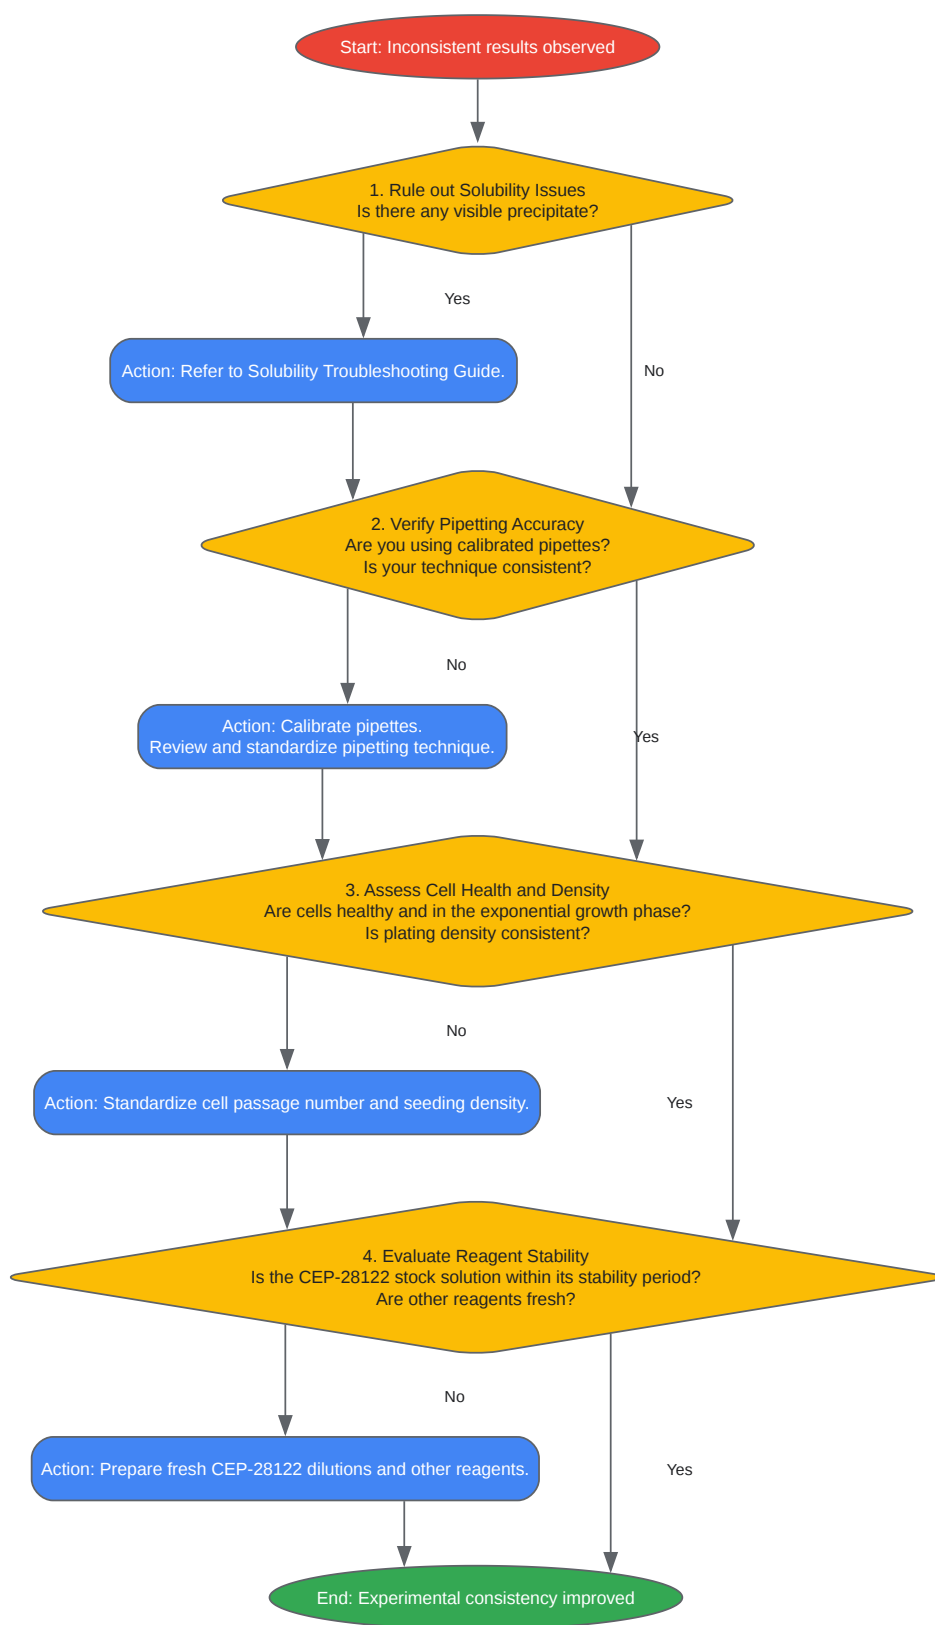 Start: Inconsistent results observed
1. Rule out Solubility Issues
Is there any visible precipitate?
Yes
Action: Refer to Solubility Troubleshooting Guide.
No
2. Verify Pipetting Accuracy
Are you using calibrated pipettes?
Is your technique consistent?
No
Action: Calibrate pipettes.
Review and standardize pipetting technique.
Yes
3. Assess Cell Health and Density
Are cells healthy and in the exponential growth phase?
Is plating density consistent?
No
Action: Standardize cell passage number and seeding density.
Yes
4. Evaluate Reagent Stability
Is the CEP-28122 stock solution within its stability period?
Are other reagents fresh?
No
Action: Prepare fresh CEP-28122 dilutions and other reagents.
Yes
End: Experimental consistency improved